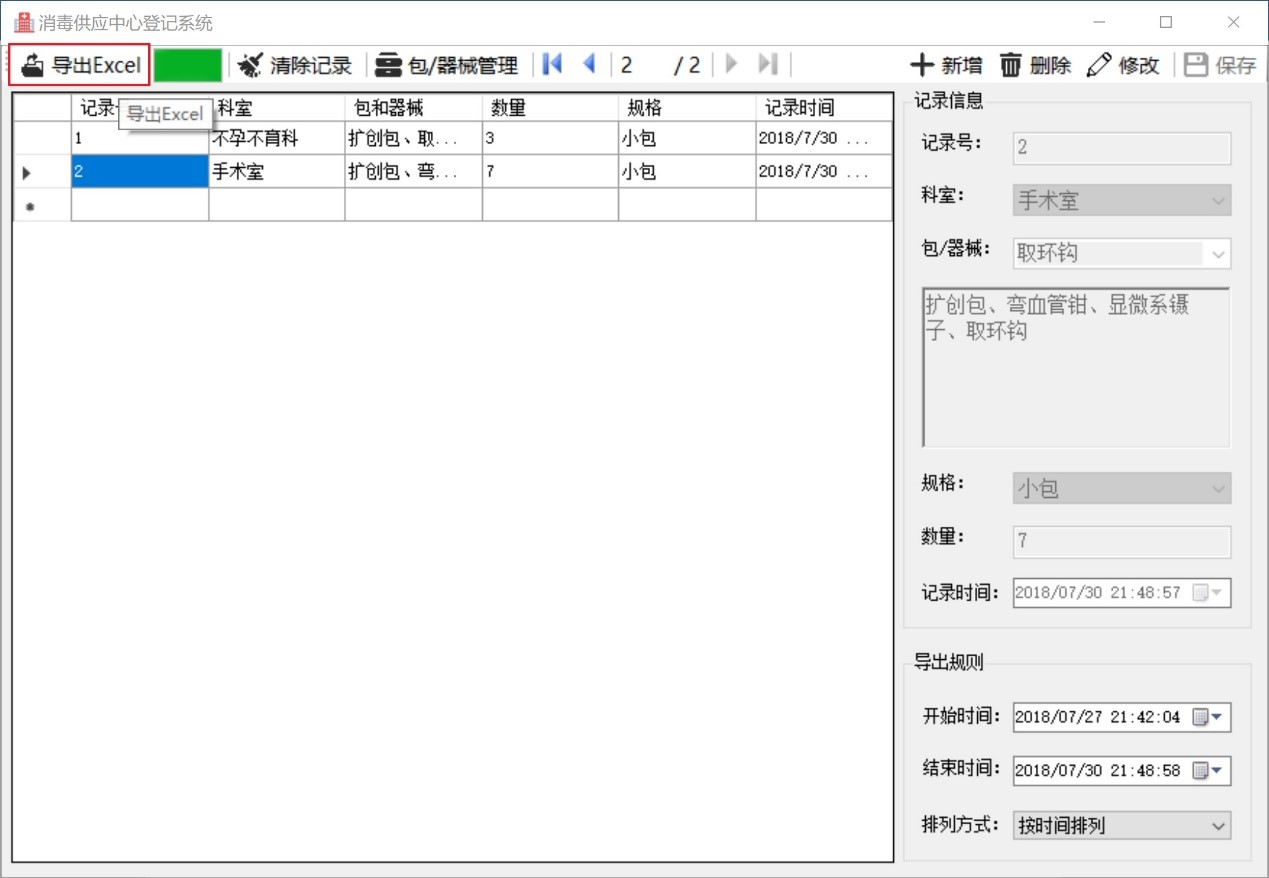 消毒供应中心登记系统
导出Excel 清除记录 包/器械管理 2 / 2 新增 删除 修改 保存
记录 科室 包和器械 数量 规格 记录时间
导出Excel
1 不孕不育科 扩创包、取... 3 小包 2018/7/30 ...
2 手术室 扩创包、弯... 7 小包 2018/7/30 ...
记录信息
记录号: 2
科室: 手术室
包/器械: 取环钩
扩创包、弯血管钳、显微系镊
子、取环钩
规格: 小包
数量: 7
记录时间: 2018/07/30 21:48:57
导出规则
开始时间: 2018/07/27 21:42:04
结束时间: 2018/07/30 21:48:58
排列方式: 按时间排列